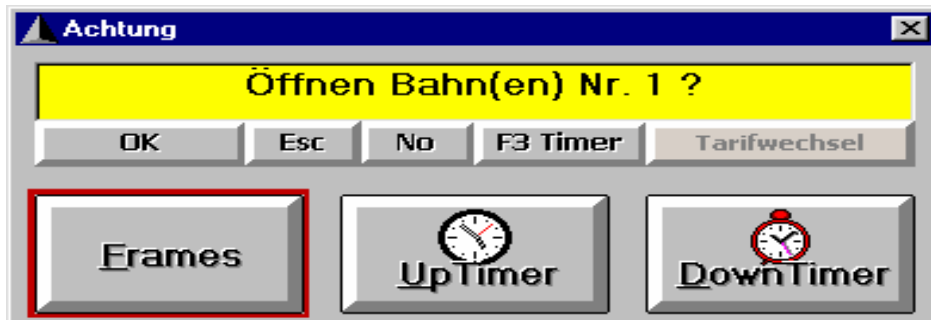 Achtung
Öffnen Bahn(en) Nr. 1 ?
OK Esc No F3 Timer Tarifwechsel
Frames UpTimer DownTimer